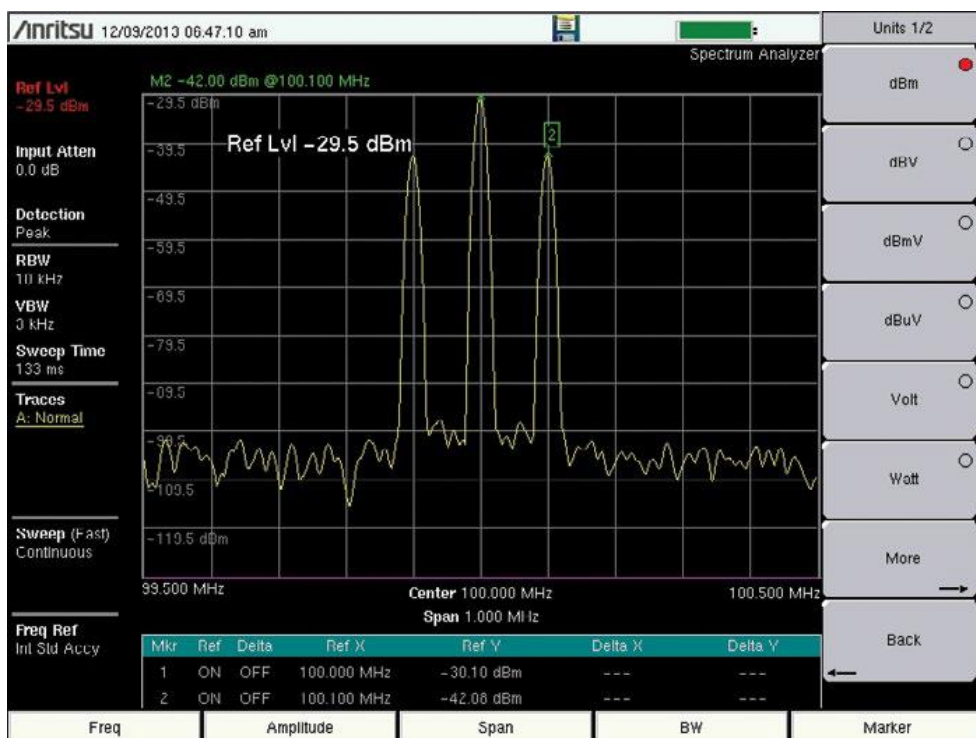 Anritsu 12/09/2013 06.47.10 am
Spectrum Analyzer
Ref Lvl
-29.5 dBm
Input Atten
0.0 dB
Detection
Peak
RBW
10 kHz
VBW
3 kHz
Sweep Time
133 ms
Traces
A: Normal
Sweep (Fast)
Continuous
Freq Ref
Int Std Accy
M2 -42.00 dBm @100.100 MHz
-29.5 dBm
Ref Lvl -29.5 dBm
2
-39.5
-49.5
-59.5
-69.5
-79.5
-89.5
-99.5
-109.5
-119.5 dBm
99.500 MHz
Center 100.000 MHz
100.500 MHz
Span 1.000 MHz
Mkr Ref Delta Ref X Ref Y Delta X Delta Y
1 ON OFF 100.000 MHz -30.10 dBm --- ---
2 ON OFF 100.100 MHz -42.08 dBm --- ---
Units 1/2
dBm
dBV
dBmV
dBuV
Volt
Watt
More
Back
Freq Amplitude Span BW Marker